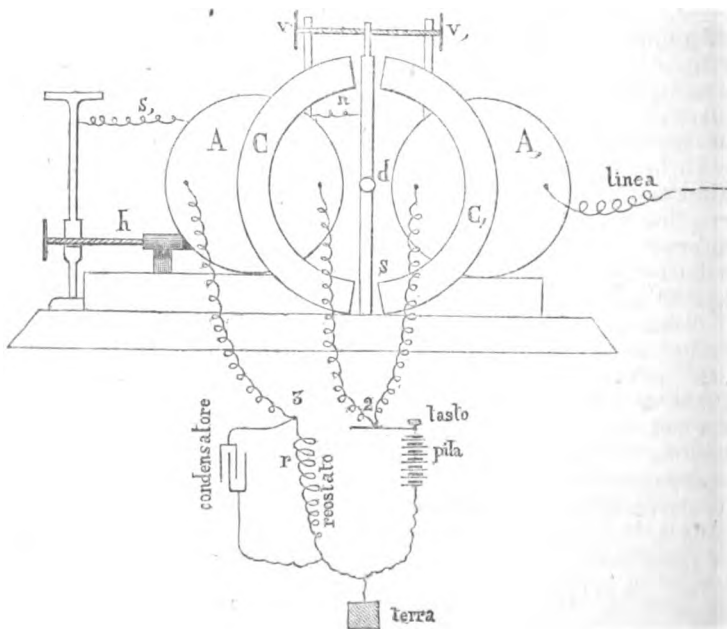 v
v,
s,
A
C
n
A,
d
linea
C,
h
s
3
2
tasto
pila
condensatore
r
reostato
terra